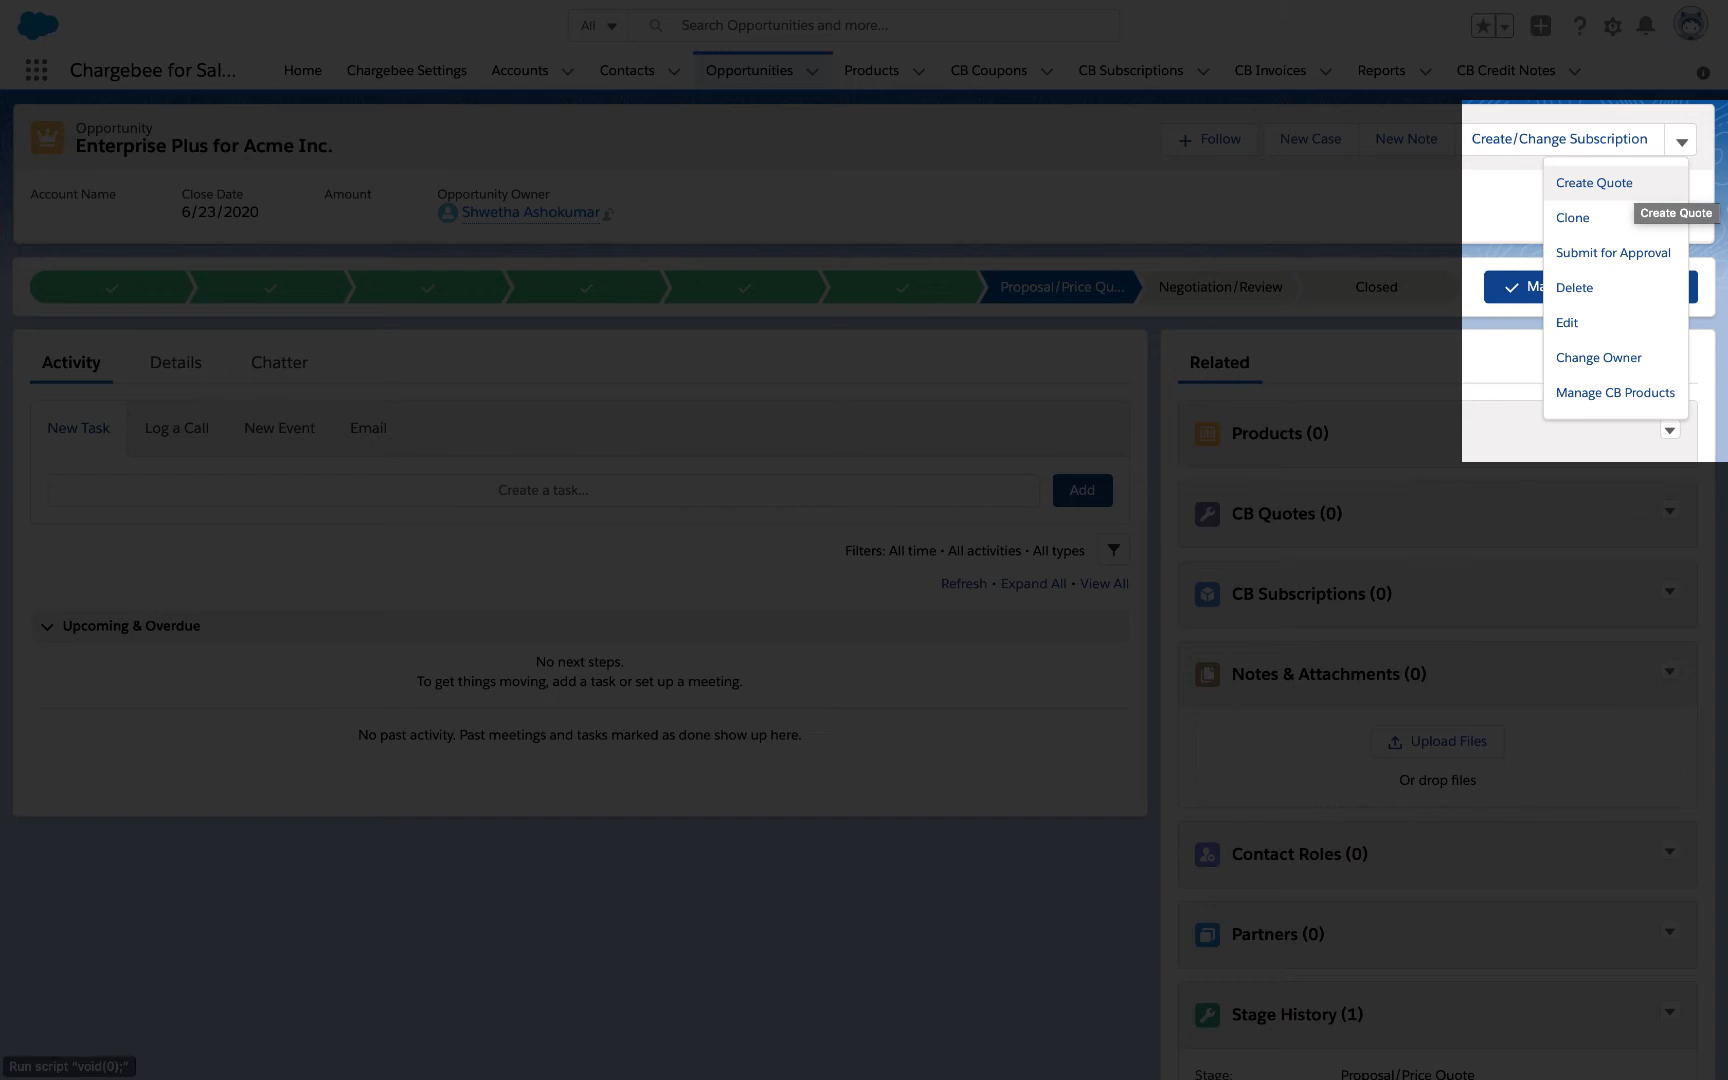 All
Search Opportunities and more...
Chargebee for Sal...
Home
Chargebee Settings
Accounts
Contacts
Opportunities
Products
CB Coupons
CB Subscriptions
CB Invoices
Reports
CB Credit Notes
Opportunity
Enterprise Plus for Acme Inc.
Follow
New Case
New Note
Create/Change Subscription
Account Name
Close Date
6/23/2020
Amount
Opportunity Owner
Shwetha Ashokumar
Create Quote
Create Quote
Clone
Submit for Approval
Delete
Edit
Change Owner
Manage CB Products
Proposal/Price Qu...
Negotiation/Review
Closed
Activity
Details
Chatter
New Task
Log a Call
New Event
Email
Create a task...
Add
Filters: All time • All activities • All types
Refresh • Expand All • View All
Upcoming & Overdue
No next steps.
To get things moving, add a task or set up a meeting.
No past activity. Past meetings and tasks marked as done show up here.
Related
Products (0)
CB Quotes (0)
CB Subscriptions (0)
Notes & Attachments (0)
Upload Files
Or drop files
Contact Roles (0)
Partners (0)
Stage History (1)
Stage:
Proposal/Price Quote
Run script "void(0);"